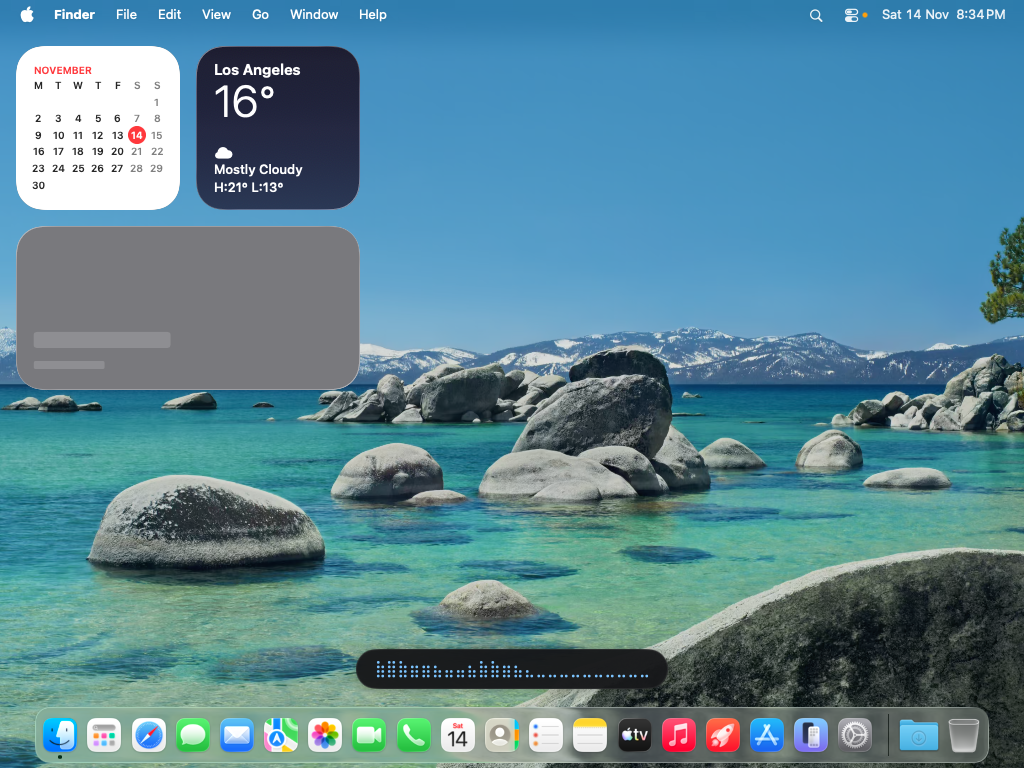 Finder File Edit View Go Window Help Sat 14 Nov 8:34 PM
NOVEMBER
M T W T F S S
1
2 3 4 5 6 7 8
9 10 11 12 13 14 15
16 17 18 19 20 21 22
23 24 25 26 27 28 29
30
Los Angeles
16°
Mostly Cloudy
H:21° L:13°
Sat
14
tv